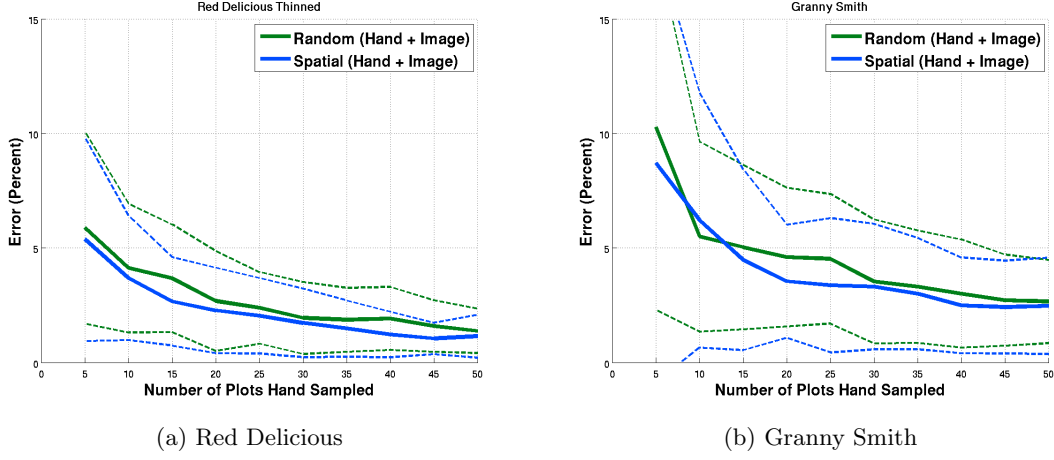 Red Delicious Thinned
15
10
5
0
Error (Percent)
Random (Hand + Image)
Spatial (Hand + Image)
0 5 10 15 20 25 30 35 40 45 50
Number of Plots Hand Sampled
(a) Red Delicious
Granny Smith
15
10
5
0
Error (Percent)
Random (Hand + Image)
Spatial (Hand + Image)
0 5 10 15 20 25 30 35 40 45 50
Number of Plots Hand Sampled
(b) Granny Smith